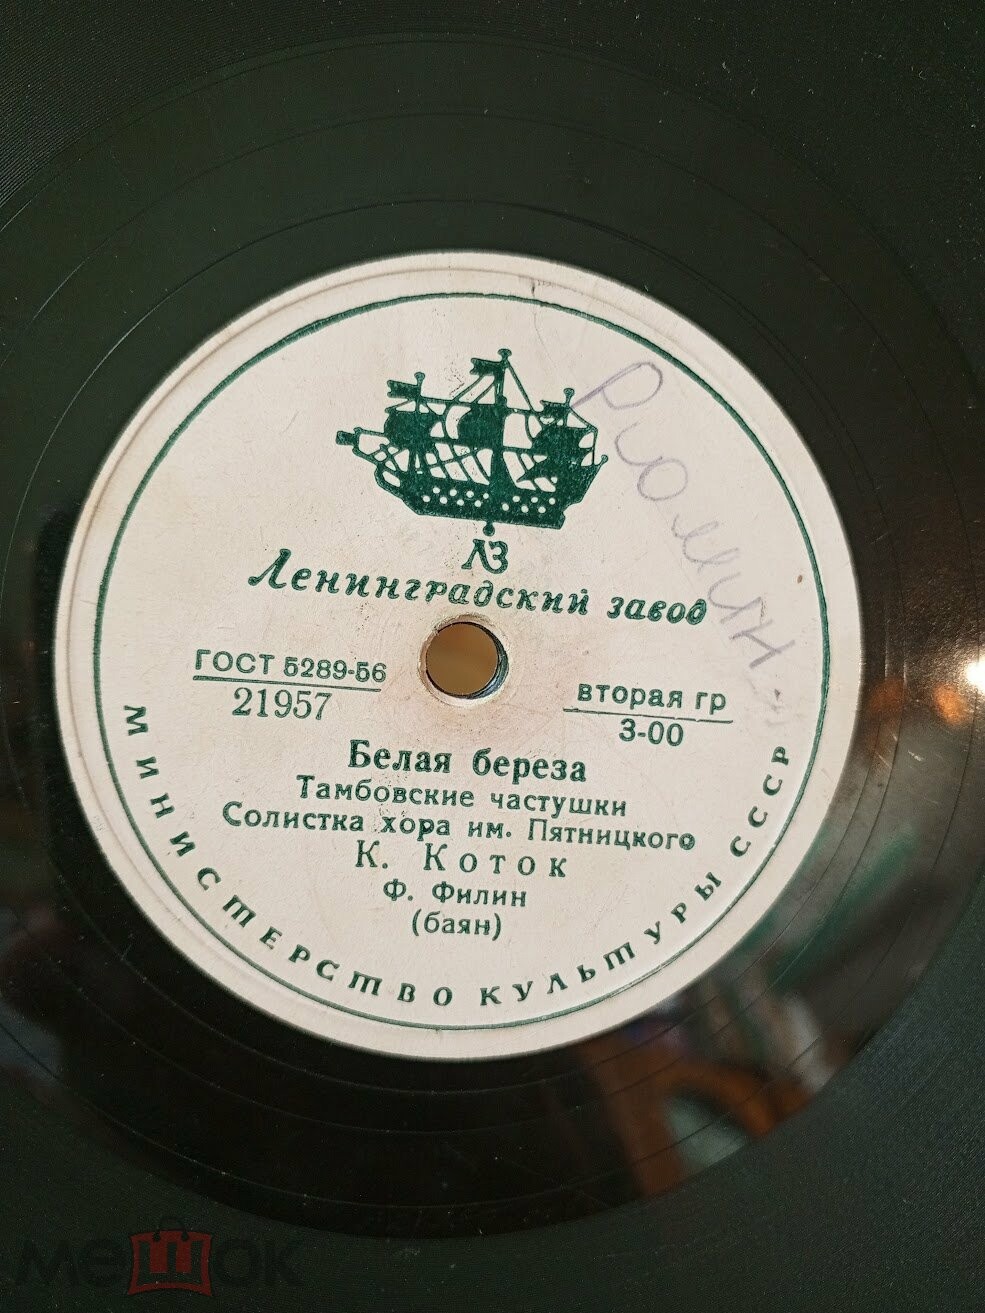 ЛЗ
Ленинградский завод
ГОСТ 5289-56
21957
вторая гр
3-00
Белая береза
Тамбовские частушки
Солистка хора им. Пятницкого
К. Коток
Ф. Филин
(баян)
МИНИСТЕРСТВО КУЛЬТУРЫ СССР
мешок